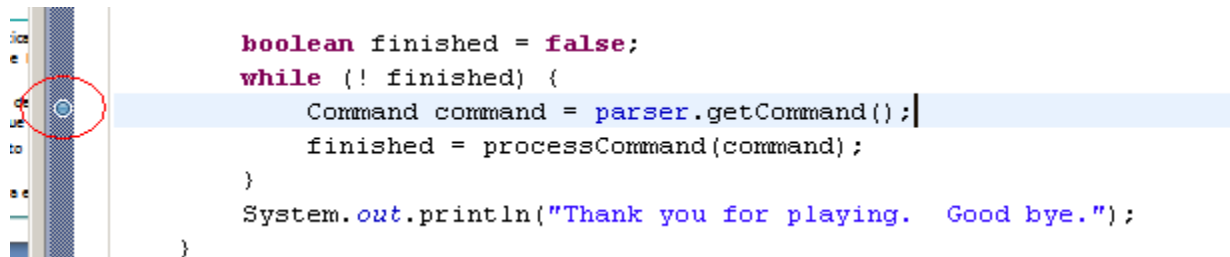 boolean finished = false;
while (! finished) {
Command command = parser.getCommand();
finished = processCommand(command);
}
System.out.println("Thank you for playing.  Good bye.");
}